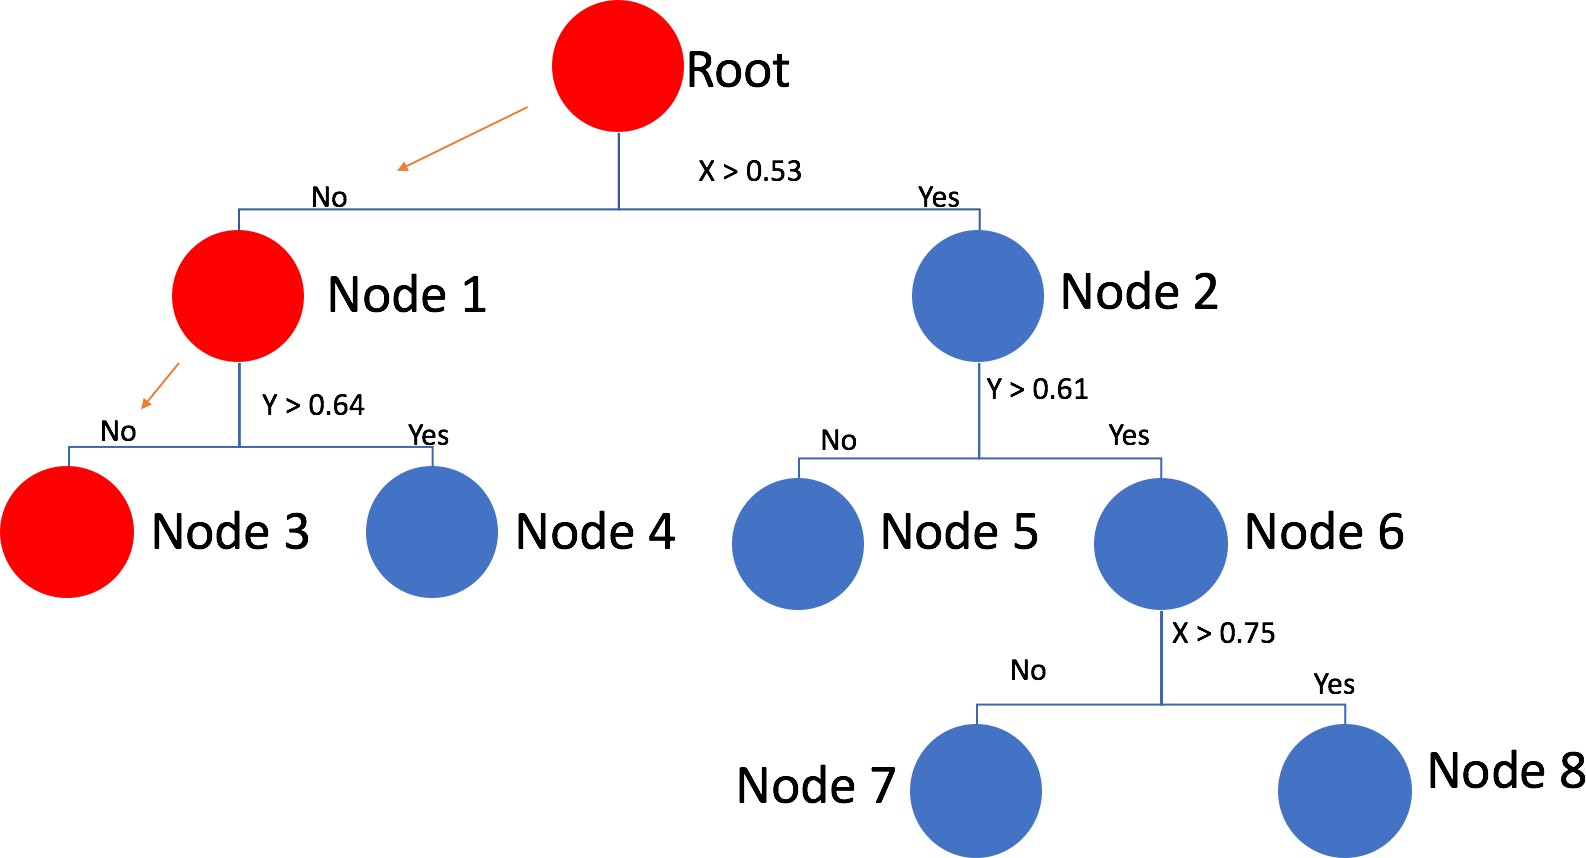 Root
X > 0.53
No
Yes
Node 1
Node 2
Y > 0.64
Y > 0.61
No
Yes
No
Yes
Node 3
Node 4
Node 5
Node 6
X > 0.75
No
Yes
Node 7
Node 8